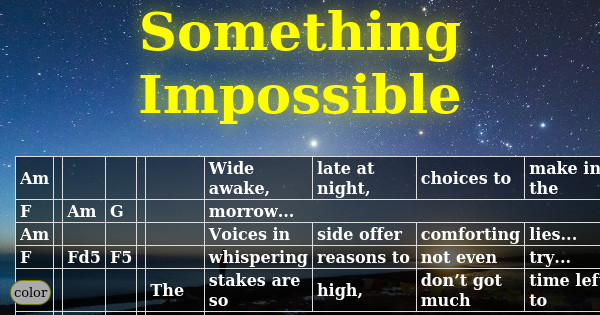 Something
Impossible
Am Wide awake, late at night, choices to make in the
F Am G morrow...
Am Voices in side offer comforting lies...
F Fd5 F5 whispering reasons to not even try...
The stakes are so high, don’t got much time left to
color